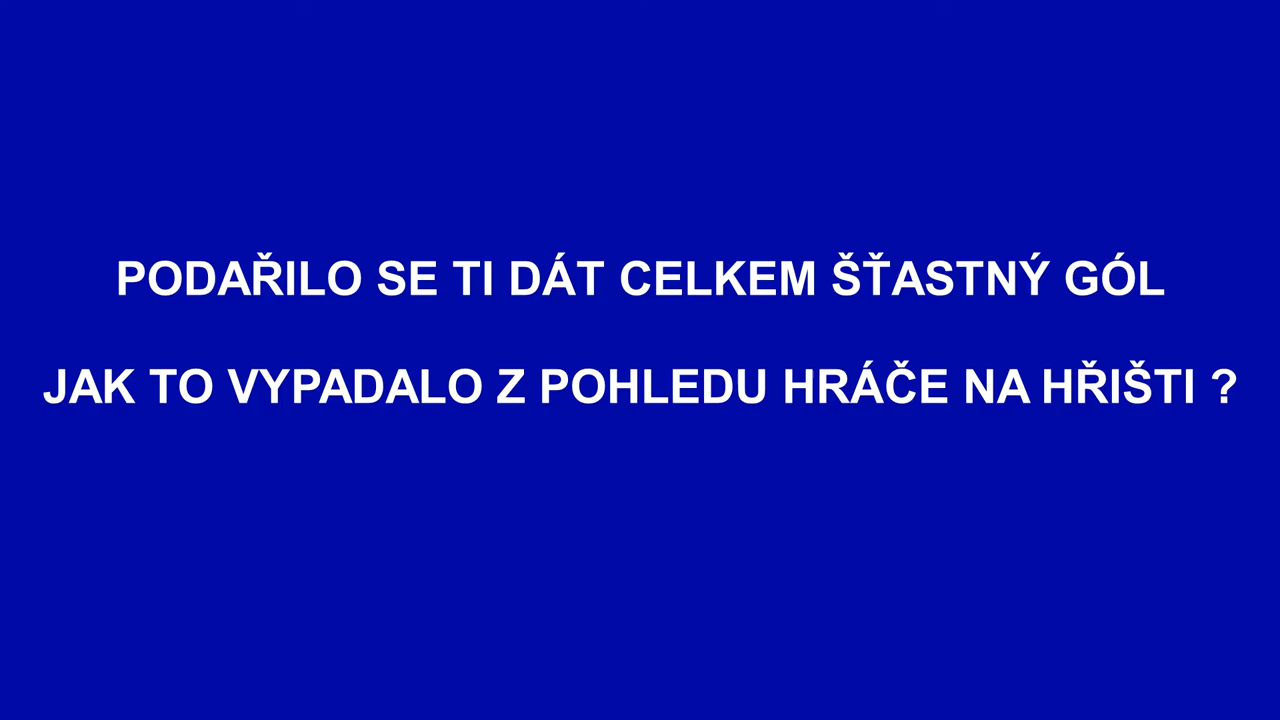 PODAŘILO SE TI DÁT CELKEM ŠŤASTNÝ GÓL
JAK TO VYPADALO Z POHLEDU HRÁČE NA HŘIŠTI ?